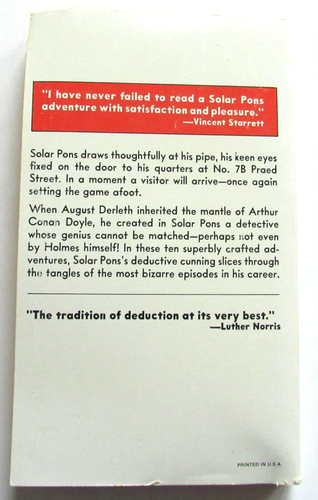 "I have never failed to read a Solar Pons
adventure with satisfaction and pleasure."
—Vincent Starrett
Solar Pons draws thoughtfully at his pipe, his keen eyes
fixed on the door to his quarters at No. 7B Praed
Street. In a moment a visitor will arrive—once again
setting the game afoot.
When August Derleth inherited the mantle of Arthur
Conan Doyle, he created in Solar Pons a detective
whose genius cannot be matched—perhaps not even
by Holmes himself! In these ten superbly crafted ad-
ventures, Solar Pons's deductive cunning slices through
the tangles of the most bizarre episodes in his career.
"The tradition of deduction at its very best."
—Luther Norris
PRINTED IN U.S.A.